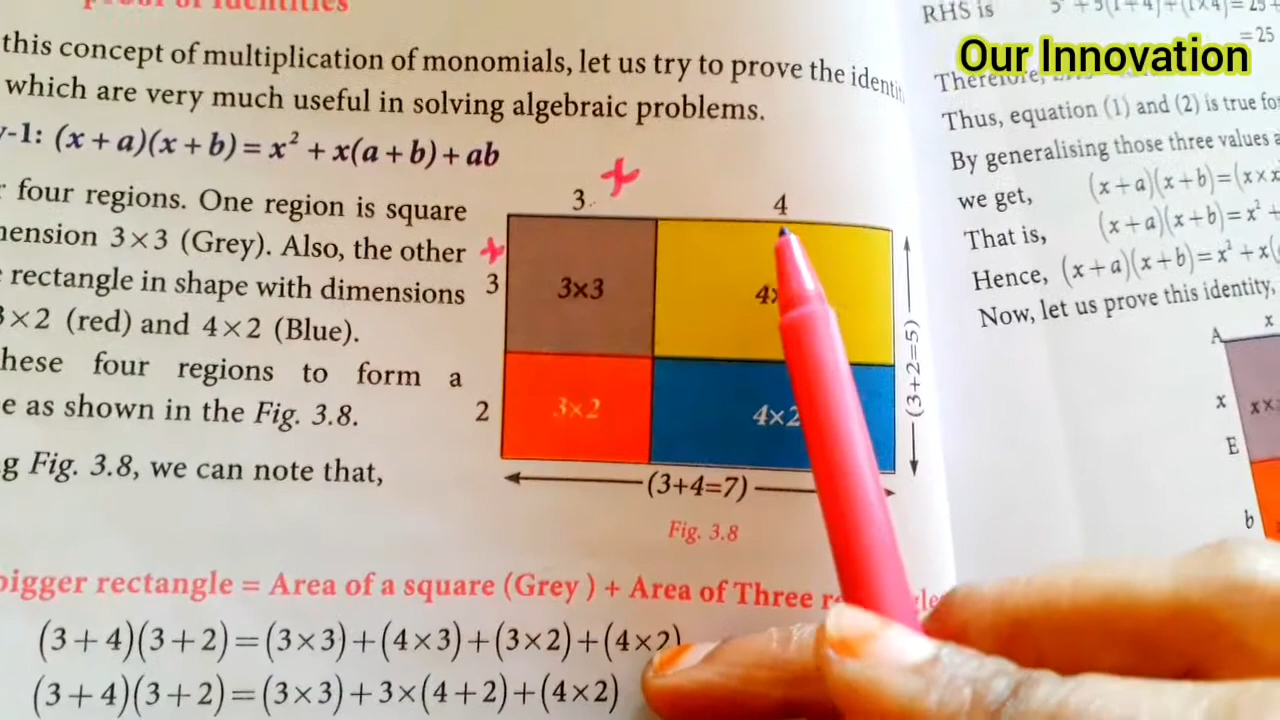 this concept of multiplication of monomials, let us try to prove the
which are very much useful in solving algebraic problems.
(x + a)(x + b) = x² + x(a + b) + ab
four regions. One region is square
3×3 (Grey). Also, the other
rectangle in shape with dimensions
3×2 (red) and 4×2 (Blue).
these four regions to form a
as shown in the Fig. 3.8.
Fig. 3.8, we can note that,
3 + 4
+
3
3×3
2
3×2
4×2
(3+2=5)
(3+4=7)
Fig. 3.8
bigger rectangle = Area of a square (Grey ) + Area of Three
(3 + 4)(3 + 2) = (3×3) + (4×3) + (3×2) + (4×2)
(3 + 4)(3 + 2) = (3×3) + 3×(4 + 2) + (4×2)
RHS is
= 25
Our Innovation
Therefore,
Thus, equation (1) and (2) is true
By generalising those three values
we get, (x + a)(x + b) = (x×x
That is, (x + a)(x + b) = x² +
Hence, (x + a)(x + b) = x² + x(
Now, let us prove this identity,
A x
x
E
b